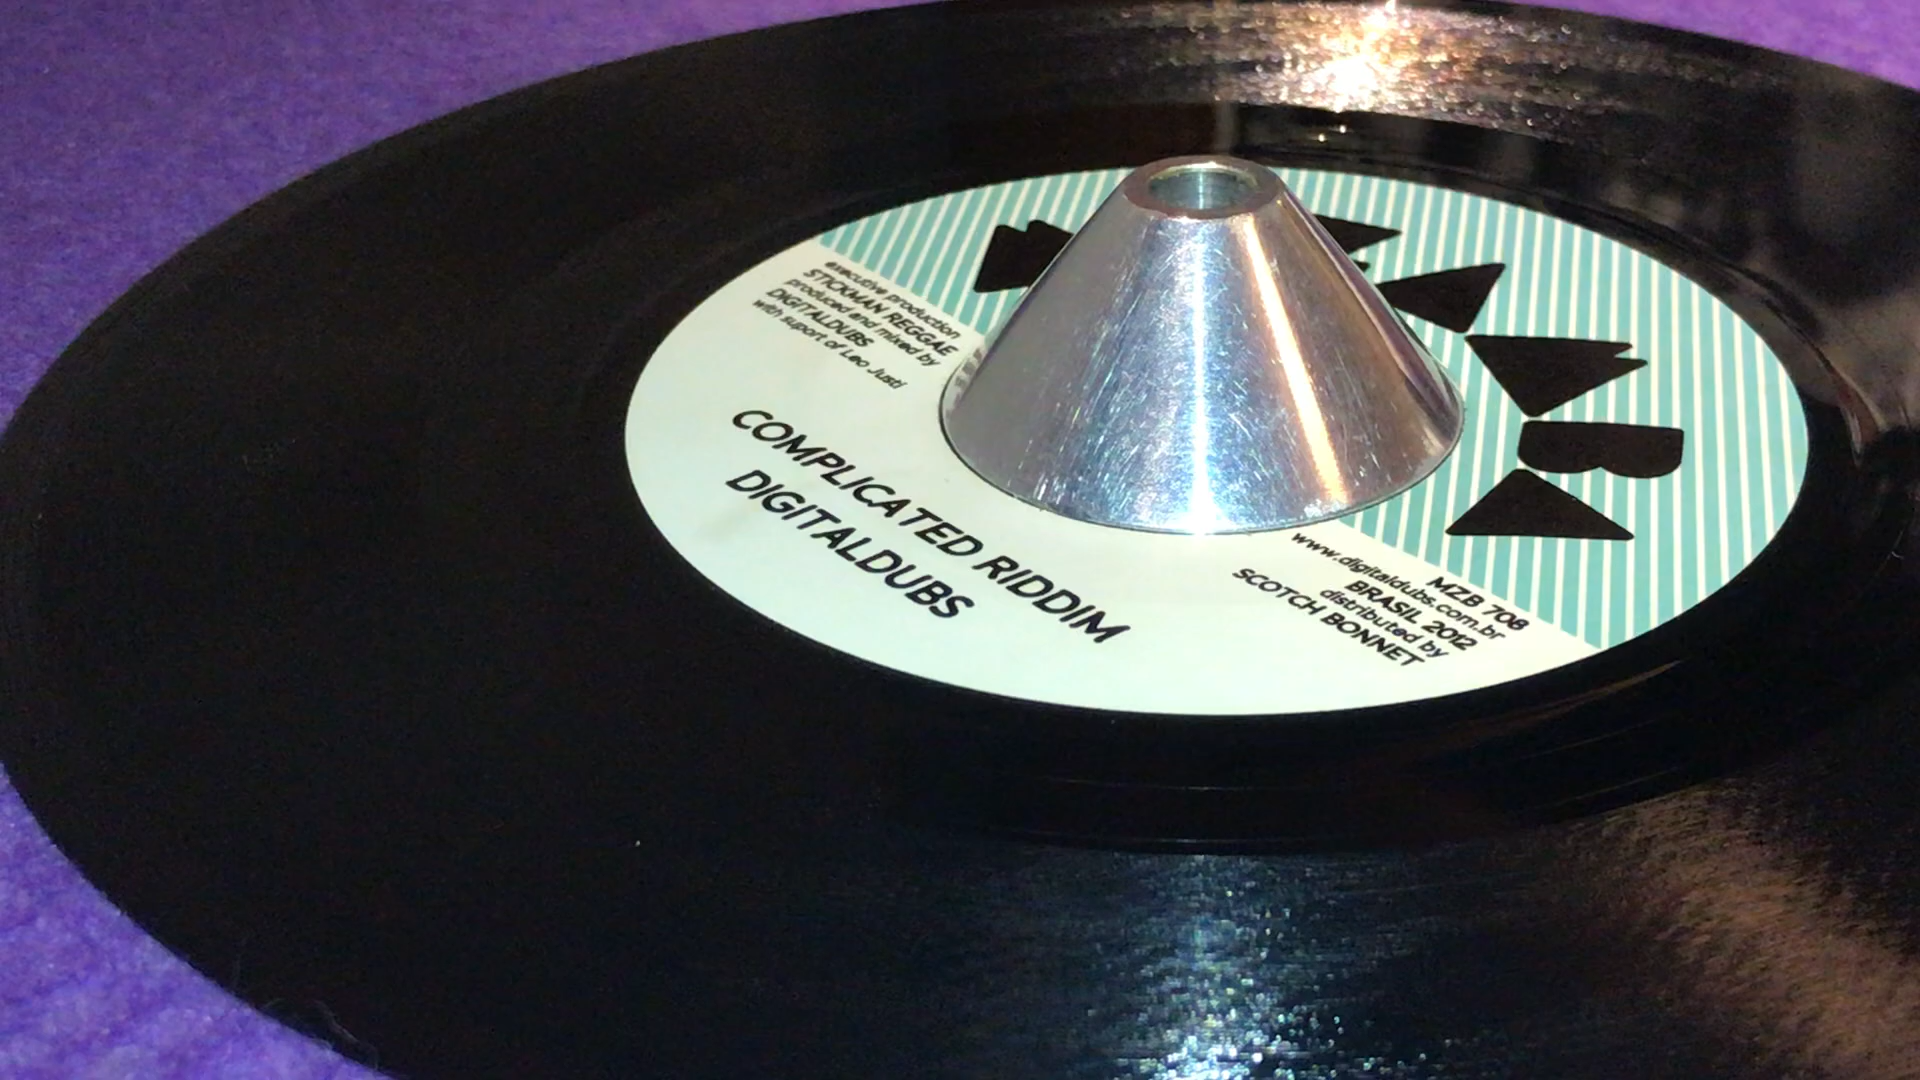 executive production
STICKMAN REGGAE
produced and mixed by
DIGITALDUBS
with suport of Leo Justi
COMPLICATED RIDDIM
DIGITALDUBS
MZB 708
www.digitaldubs.com.br
BRASIL 2012
distributed by
SCOTCH BONNET